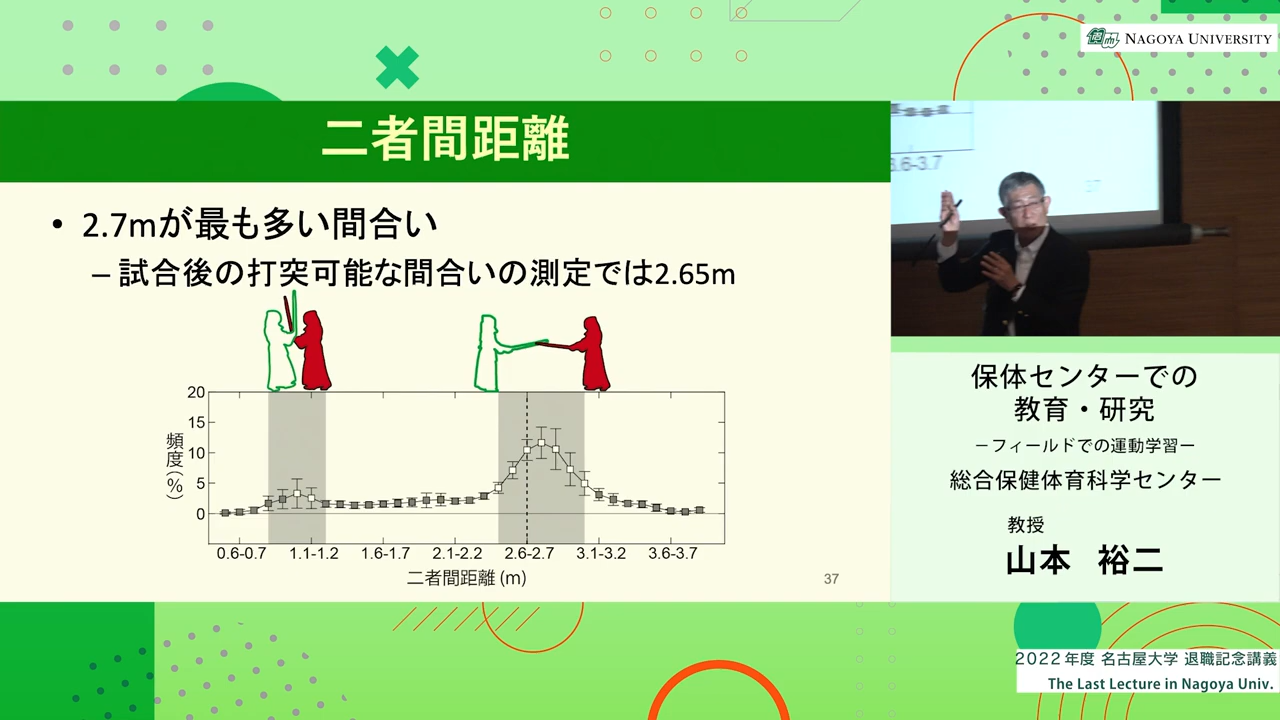 NAGOYA UNIVERSITY
二者間距離
• 2.7mが最も多い間合い
– 試合後の打突可能な間合いの測定では2.65m
20
15
10
5
0
頻度(%)
0.6-0.7 1.1-1.2 1.6-1.7 2.1-2.2 2.6-2.7 3.1-3.2 3.6-3.7
二者間距離 (m)
37
3.6-3.7
37
保体センターでの
教育・研究
－フィールドでの運動学習－
総合保健体育科学センター
教授
山本 裕二
2022年度 名古屋大学 退職記念講義
The Last Lecture in Nagoya Univ.